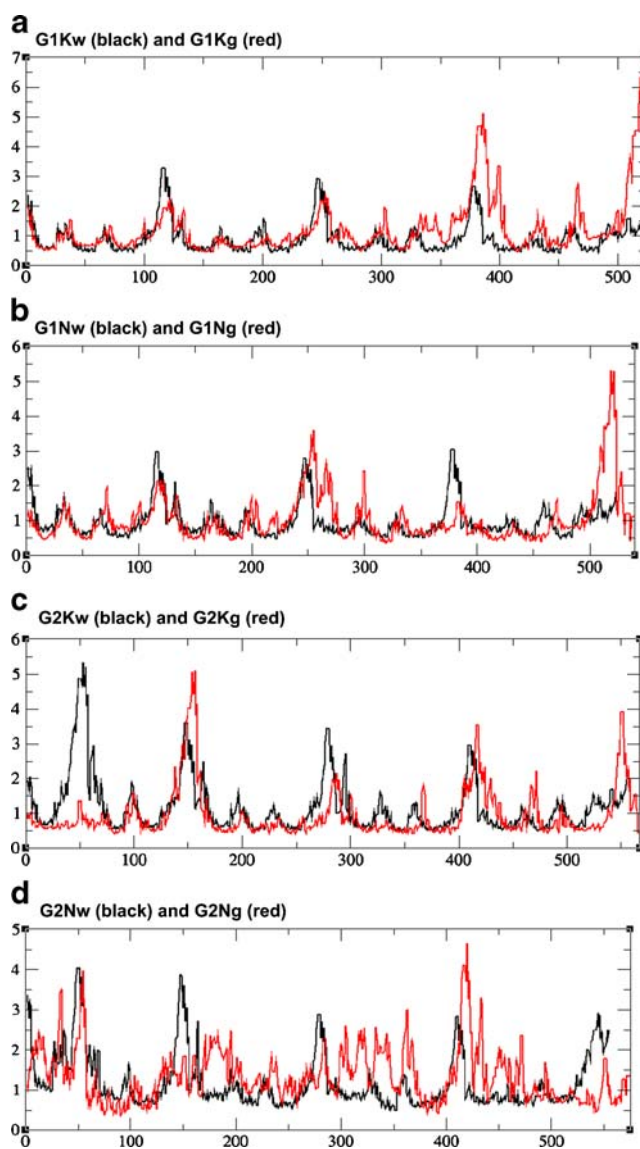 a
G1Kw (black) and G1Kg (red)
7
6
5
4
3
2
1
0
0 100 200 300 400 500
b
G1Nw (black) and G1Ng (red)
6
5
4
3
2
1
0
0 100 200 300 400 500
c
G2Kw (black) and G2Kg (red)
6
5
4
3
2
1
0
0 100 200 300 400 500
d
G2Nw (black) and G2Ng (red)
5
4
3
2
1
0
0 100 200 300 400 500